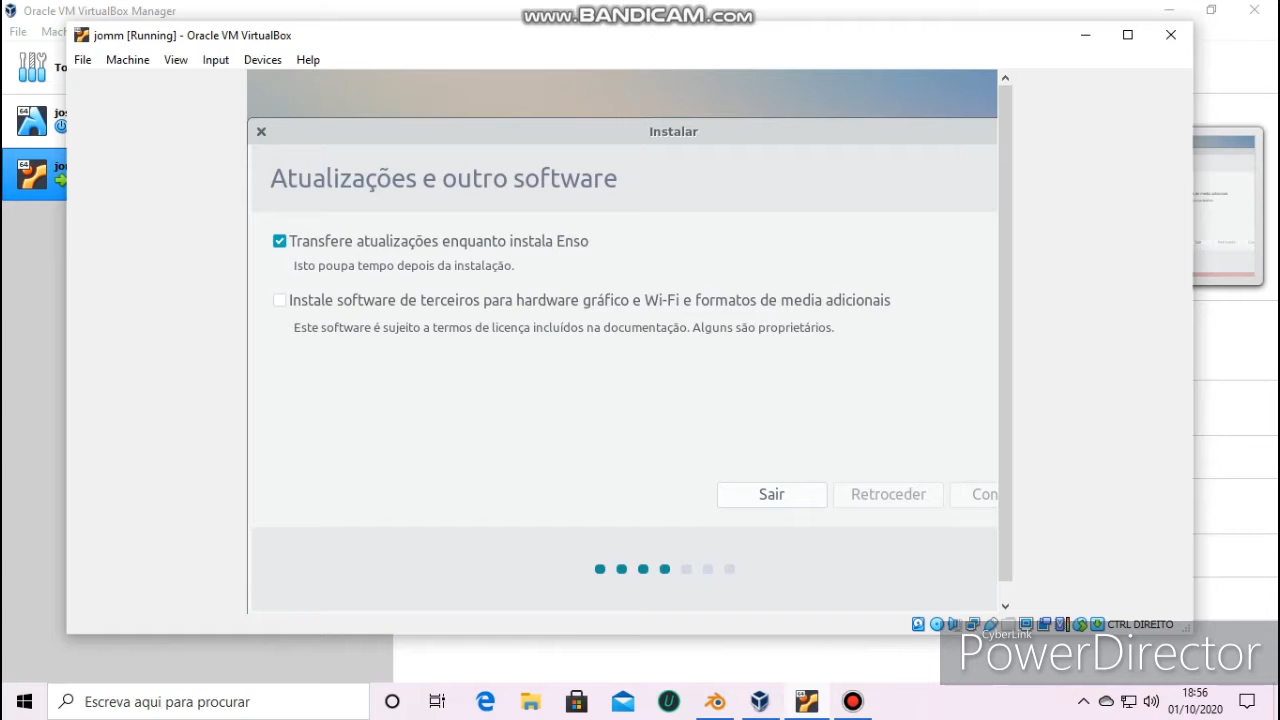 Oracle VM VirtualBox Manager
www.BANDICAM.com
File
jomm [Running] - Oracle VM VirtualBox
File Machine View Input Devices Help
Instalar
Atualizações e outro software
Transfere atualizações enquanto instala Enso
Isto poupa tempo depois da instalação.
Instale software de terceiros para hardware gráfico e Wi-Fi e formatos de media adicionais
Este software é sujeito a termos de licença incluídos na documentação. Alguns são proprietários.
Sair
Retroceder
Con
CTRL DIREITO
CyberLink
PowerDirector
Escreva aqui para procurar
18:56
01/10/2020